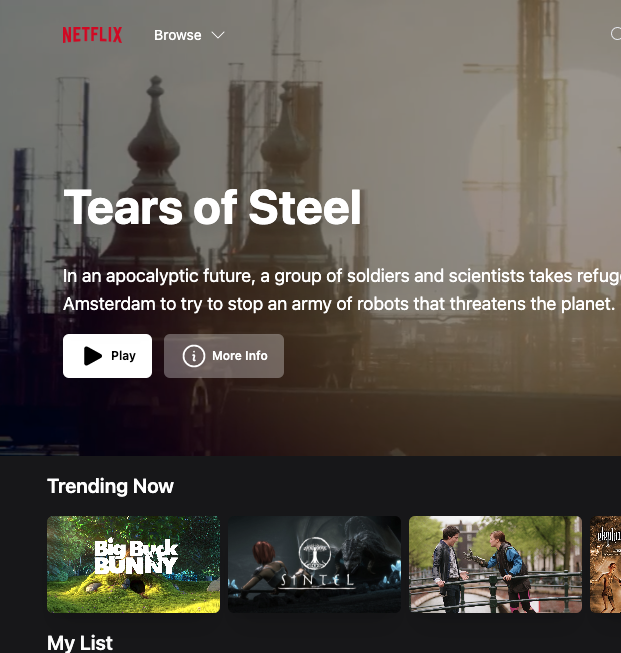 NETFLIX
Browse
Tears of Steel
In an apocalyptic future, a group of soldiers and scientists takes
Amsterdam to try to stop an army of robots that threatens the planet.
Play
More Info
Trending Now
Big Buck
BUNNY
SINTEL
My List